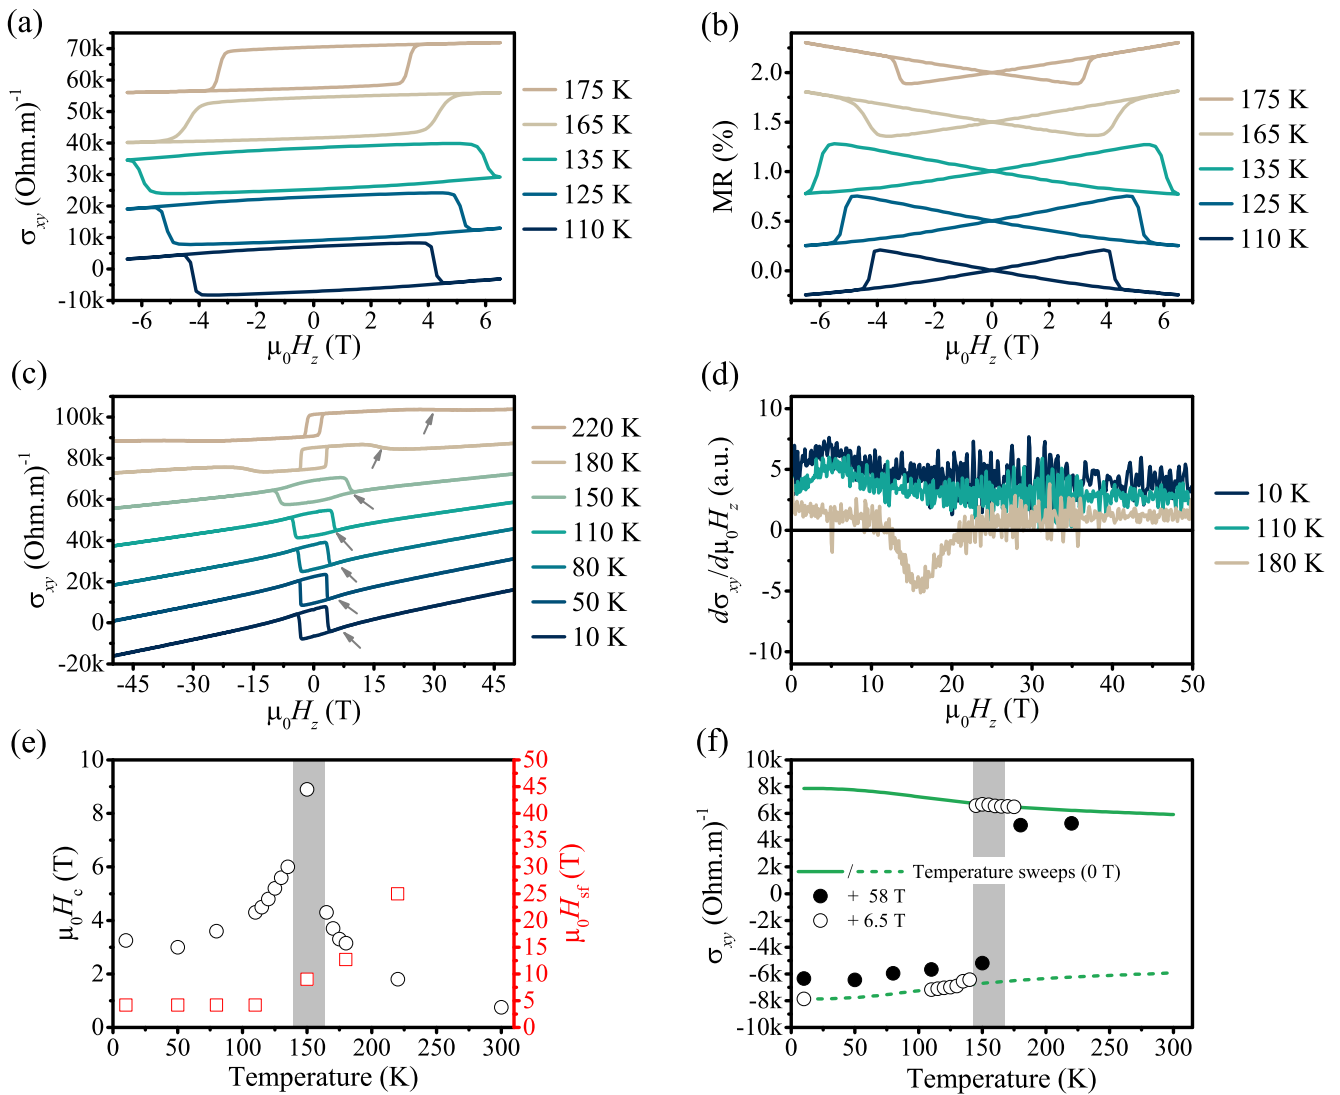 (a)
70k
60k
50k
40k
30k
20k
10k
0
-10k
σxy (Ohm.m)-1
-6 -4 -2 0 2 4 6
μ0Hz (T)
175 K
165 K
135 K
125 K
110 K
(b)
2.0
1.5
1.0
0.5
0.0
MR (%)
-6 -4 -2 0 2 4 6
μ0Hz (T)
175 K
165 K
135 K
125 K
110 K
(c)
100k
80k
60k
40k
20k
0
-20k
σxy (Ohm.m)-1
-45 -30 -15 0 15 30 45
μ0Hz (T)
220 K
180 K
150 K
110 K
80 K
50 K
10 K
(d)
10
5
0
-5
-10
dσxy/dμ0Hz (a.u.)
0 10 20 30 40 50
μ0Hz (T)
10 K
110 K
180 K
(e)
10
8
6
4
2
0
μ0Hc (T)
50
45
40
35
30
25
20
15
10
5
0
μ0Hsf (T)
0 50 100 150 200 250 300
Temperature (K)
(f)
10k
8k
6k
4k
2k
0
-2k
-4k
-6k
-8k
-10k
σxy (Ohm.m)-1
/ Temperature sweeps (0 T)
+ 58 T
+ 6.5 T
0 50 100 150 200 250 300
Temperature (K)